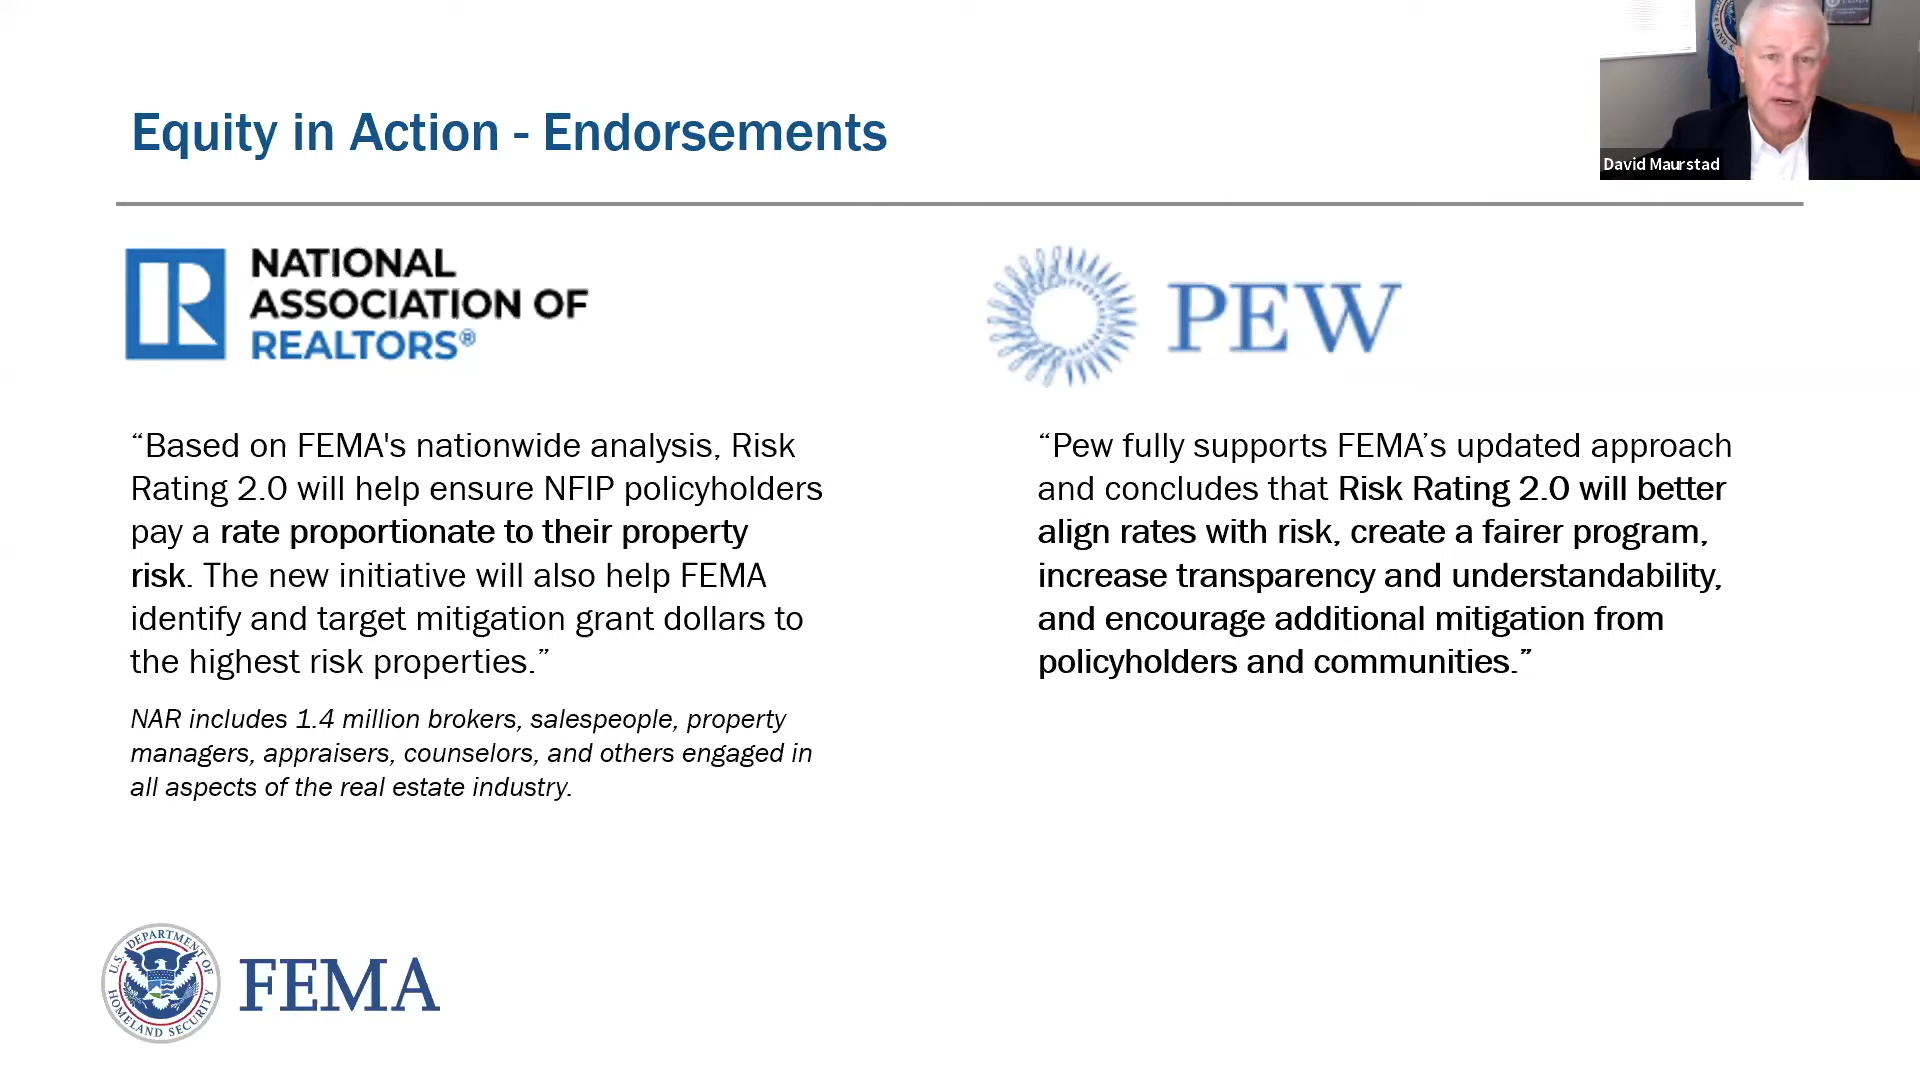 Equity in Action - Endorsements
David Maurstad
NATIONAL
ASSOCIATION OF
REALTORS®
“Based on FEMA's nationwide analysis, Risk
Rating 2.0 will help ensure NFIP policyholders
pay a rate proportionate to their property
risk. The new initiative will also help FEMA
identify and target mitigation grant dollars to
the highest risk properties.”
NAR includes 1.4 million brokers, salespeople, property
managers, appraisers, counselors, and others engaged in
all aspects of the real estate industry.
PEW
“Pew fully supports FEMA’s updated approach
and concludes that Risk Rating 2.0 will better
align rates with risk, create a fairer program,
increase transparency and understandability,
and encourage additional mitigation from
policyholders and communities.”
U.S. DEPARTMENT OF
HOMELAND SECURITY
FEMA